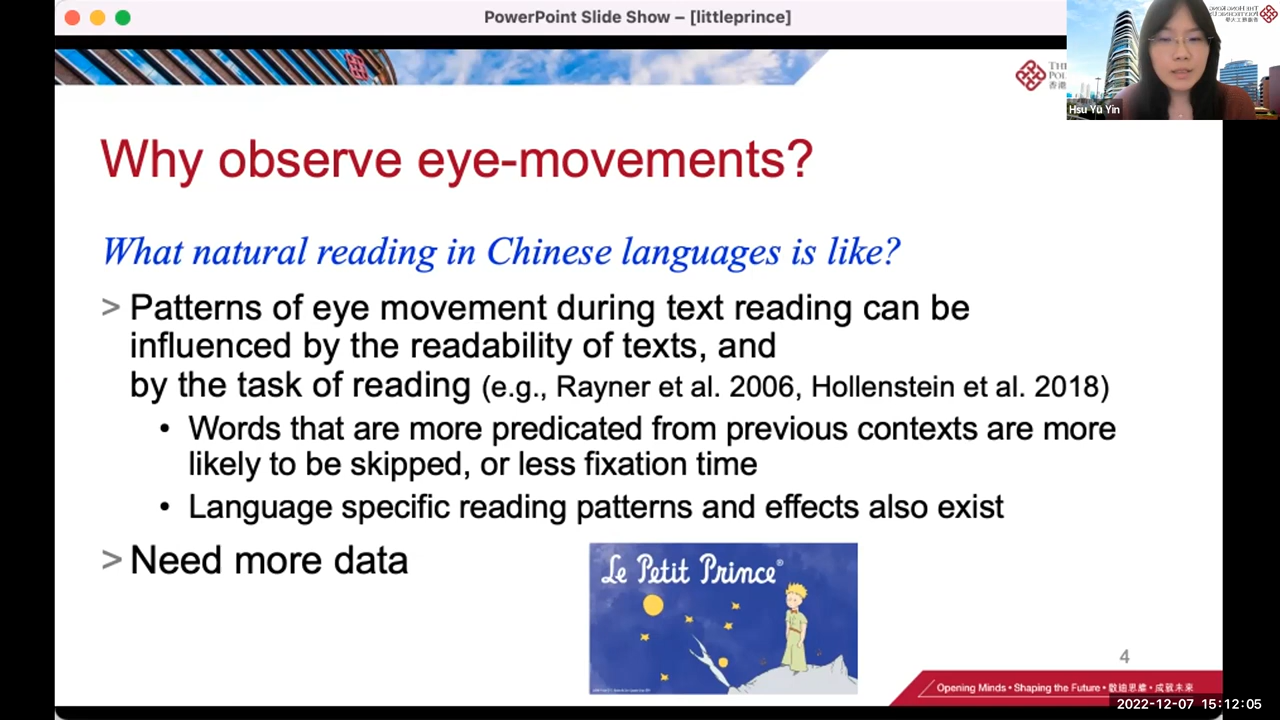 PowerPoint Slide Show – [littleprince]
Hsu Yu Yin
Why observe eye-movements?
What natural reading in Chinese languages is like?
> Patterns of eye movement during text reading can be
influenced by the readability of texts, and
by the task of reading (e.g., Rayner et al. 2006, Hollenstein et al. 2018)
• Words that are more predicated from previous contexts are more
likely to be skipped, or less fixation time
• Language specific reading patterns and effects also exist
> Need more data
Le Petit Prince®
4
Opening Minds • Shaping the Future • 啟迪思維 • 成就未來
2022-12-07 15:12:05